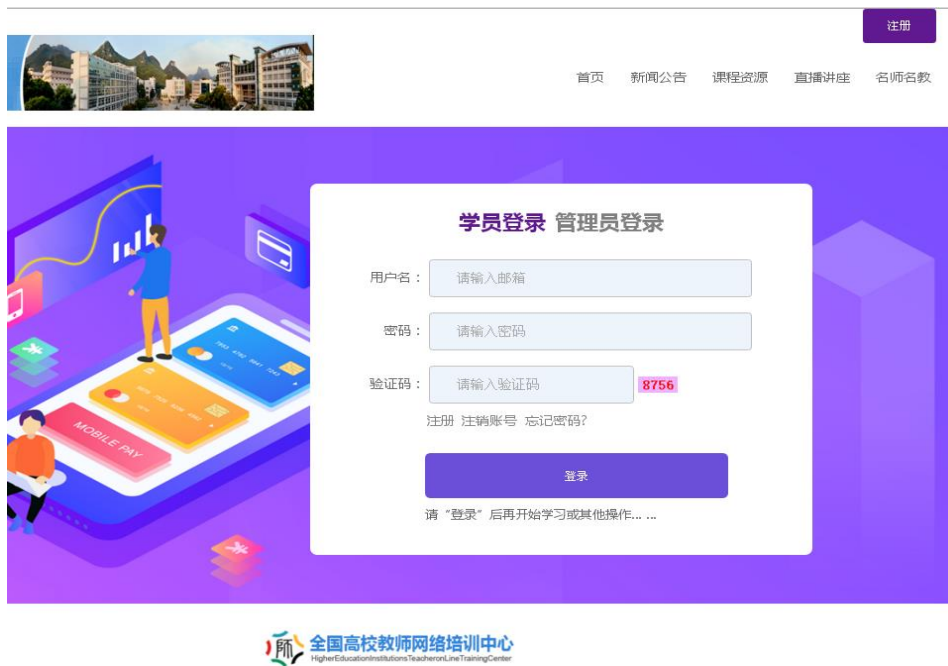 注册
首页 新闻公告 课程资源 直播讲座 名师名教
学员登录 管理员登录
用户名： 请输入邮箱
密码： 请输入密码
验证码： 请输入验证码 8756
注册 注销账号 忘记密码?
登录
请 "登录" 后再开始学习或其他操作... ...
MOBILE PAY
师 全国高校教师网络培训中心
HigherEducationInstitutionsTeacheronLineTrainingCenter